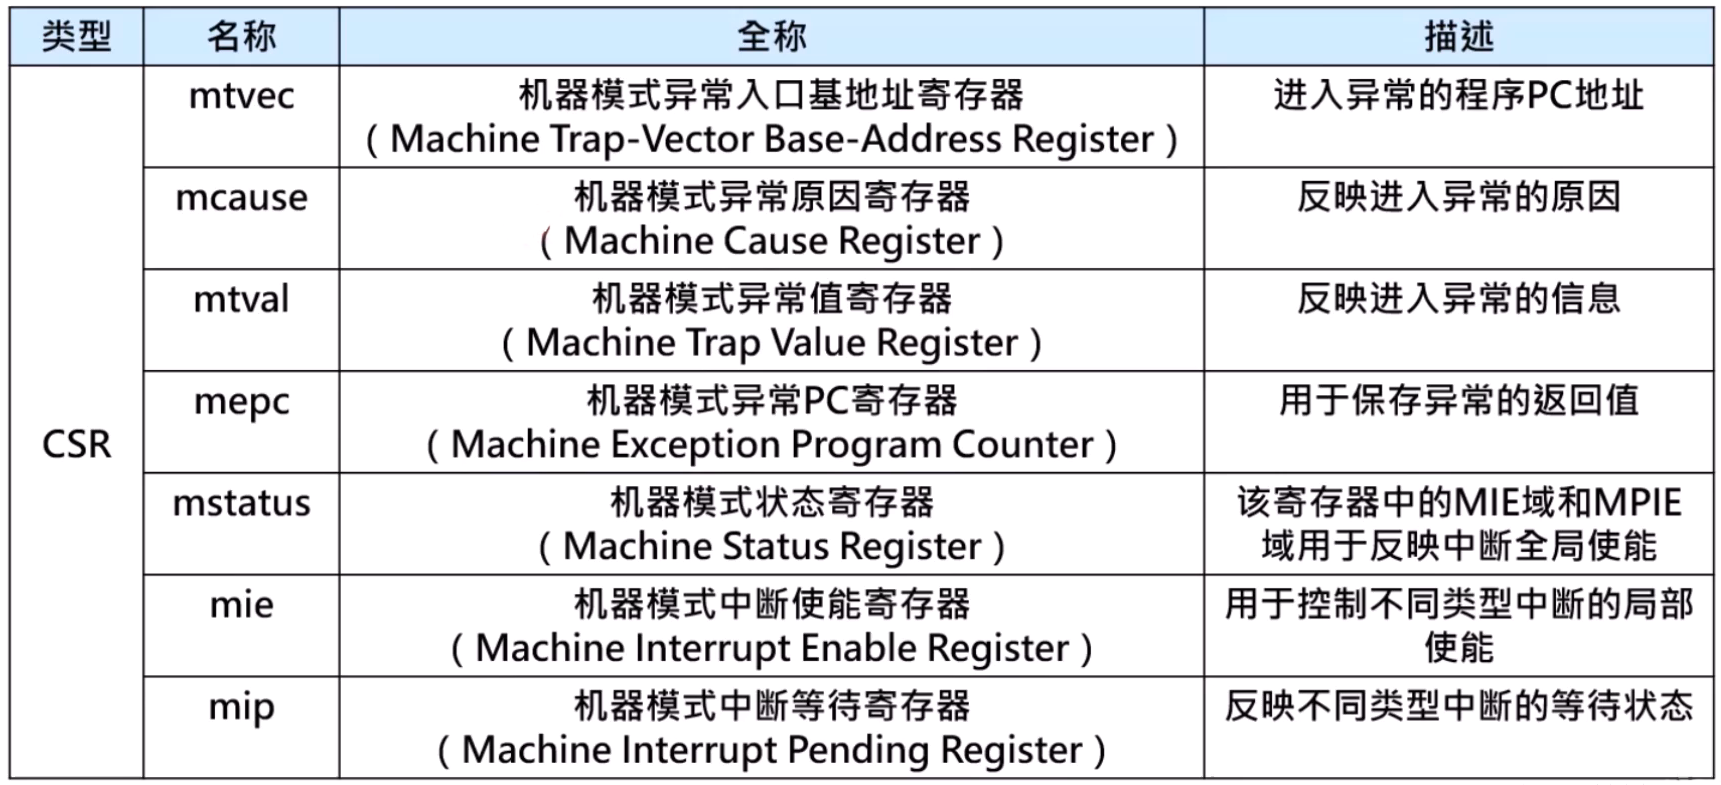 类型 名称 全称 描述
CSR
mtvec
机器模式异常入口基地址寄存器
（Machine Trap-Vector Base-Address Register）
进入异常的程序PC地址
mcause
机器模式异常原因寄存器
（Machine Cause Register）
反映进入异常的原因
mtval
机器模式异常值寄存器
（Machine Trap Value Register）
反映进入异常的信息
mepc
机器模式异常PC寄存器
（Machine Exception Program Counter）
用于保存异常的返回值
mstatus
机器模式状态寄存器
（Machine Status Register）
该寄存器中的MIE域和MPIE
域用于反映中断全局使能
mie
机器模式中断使能寄存器
（Machine Interrupt Enable Register）
用于控制不同类型中断的局部
使能
mip
机器模式中断等待寄存器
（Machine Interrupt Pending Register）
反映不同类型中断的等待状态